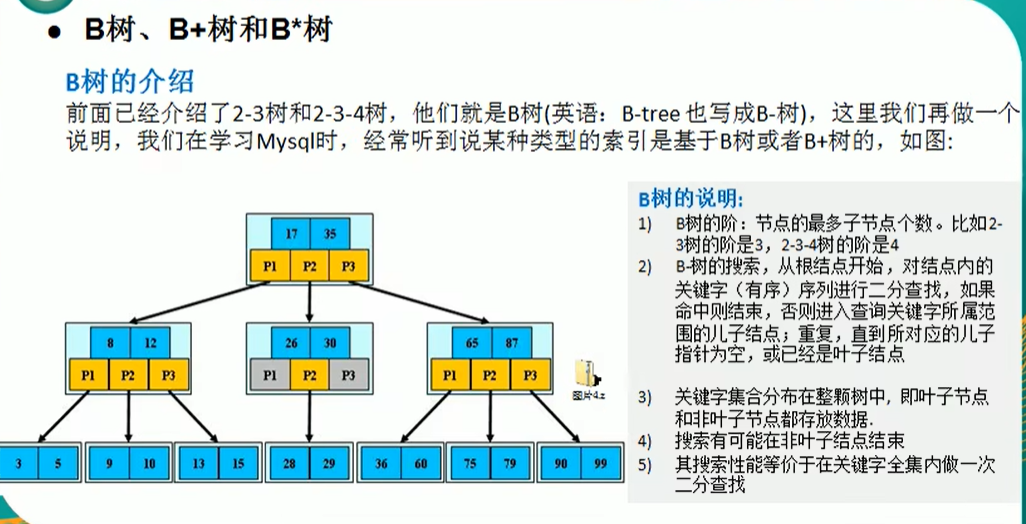 ● B树、B+树和B*树
B树的介绍
前面已经介绍了2-3树和2-3-4树，他们就是B树(英语：B-tree 也写成B-树)，这里我们再做一个
说明，我们在学习Mysql时，经常听到说某种类型的索引是基于B树或者B+树的，如图:
17 35
P1 P2 P3
8 12
P1 P2 P3
26 30
P1 P2 P3
65 87
P1 P2 P3
3 5
9 10
13 15
28 29
36 60
75 79
90 99
图片4.z
B树的说明:
1) B树的阶：节点的最多子节点个数。比如2-
3树的阶是3，2-3-4树的阶是4
2) B-树的搜索，从根结点开始，对结点内的
关键字（有序）序列进行二分查找，如果
命中则结束，否则进入查询关键字所属范
围的儿子结点；重复，直到所对应的儿子
指针为空，或已经是叶子结点
3) 关键字集合分布在整颗树中, 即叶子节点
和非叶子节点都存放数据.
4) 搜索有可能在非叶子结点结束
5) 其搜索性能等价于在关键字全集内做一次
二分查找